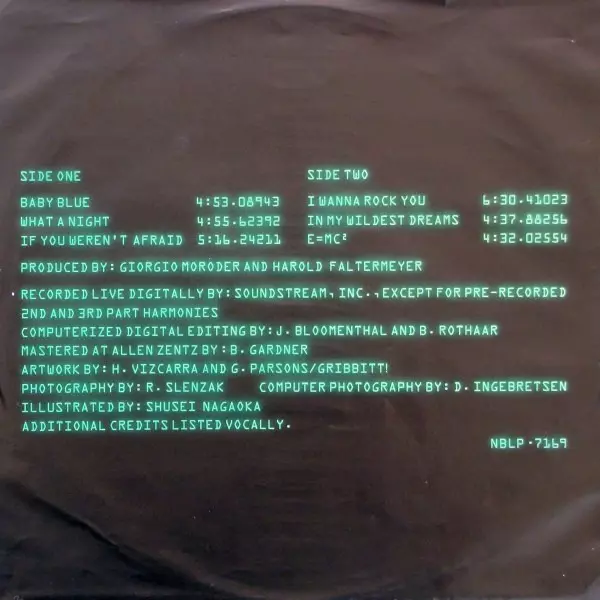 SIDE ONE
BABY BLUE 4:53.08943
WHAT A NIGHT 4:55.62392
IF YOU WEREN'T AFRAID 5:16.24211
SIDE TWO
I WANNA ROCK YOU 6:30.41023
IN MY WILDEST DREAMS 4:37.88256
E=MC² 4:32.02554
PRODUCED BY: GIORGIO MORODER AND HAROLD FALTERMEYER
RECORDED LIVE DIGITALLY BY: SOUNDSTREAM, INC., EXCEPT FOR PRE-RECORDED
2ND AND 3RD PART HARMONIES
COMPUTERIZED DIGITAL EDITING BY: J. BLOOMENTHAL AND B. ROTHAAR
MASTERED AT ALLEN ZENTZ BY: B. GARDNER
ARTWORK BY: H. VIZCARRA AND G. PARSONS/GRIBBITT!
PHOTOGRAPHY BY: R. SLENZAK COMPUTER PHOTOGRAPHY BY: D. INGEBRETSEN
ILLUSTRATED BY: SHUSEI NAGAOKA
ADDITIONAL CREDITS LISTED VOCALLY.
NBLP·7169